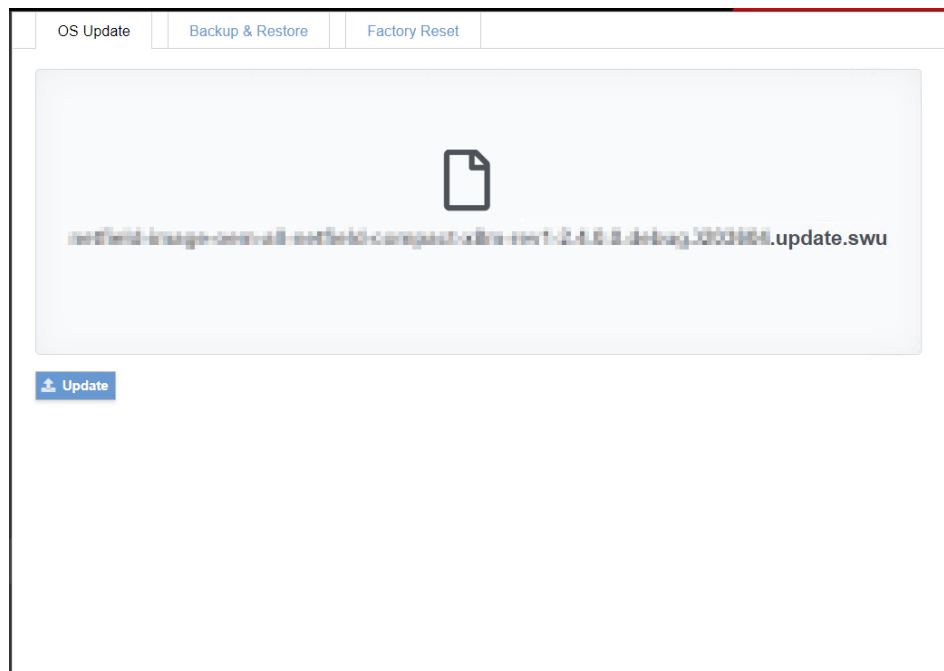 OS Update
Backup & Restore
Factory Reset
.update.swu
Update